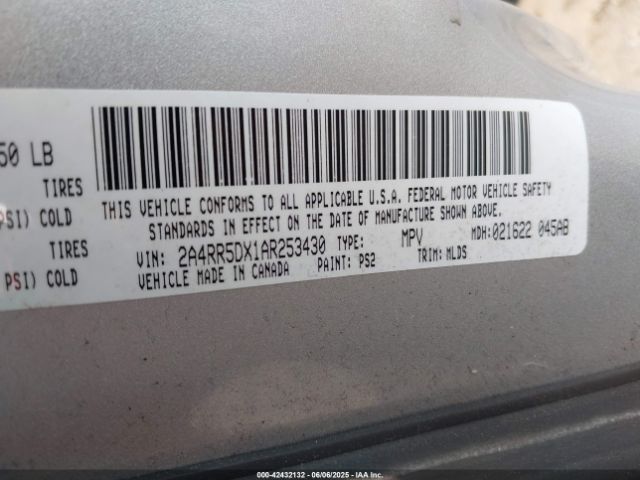 50 LB
TIRES
PSI) COLD
TIRES
PSI) COLD
THIS VEHICLE CONFORMS TO ALL APPLICABLE U.S.A. FEDERAL MOTOR VEHICLE SAFETY
STANDARDS IN EFFECT ON THE DATE OF MANUFACTURE SHOWN ABOVE.
VIN: 2A4RR5DX1AR253430 TYPE: MPV MDH:021622 045AB
VEHICLE MADE IN CANADA PAINT: PS2 TRIM: MLDS
000-42432132 - 06/06/2025 - IAAI.COM